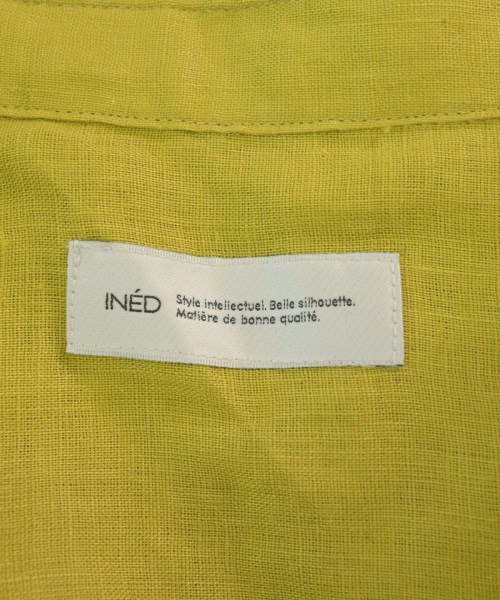 INÉD
Style intellectuel. Belle silhouette.
Matière de bonne qualité.